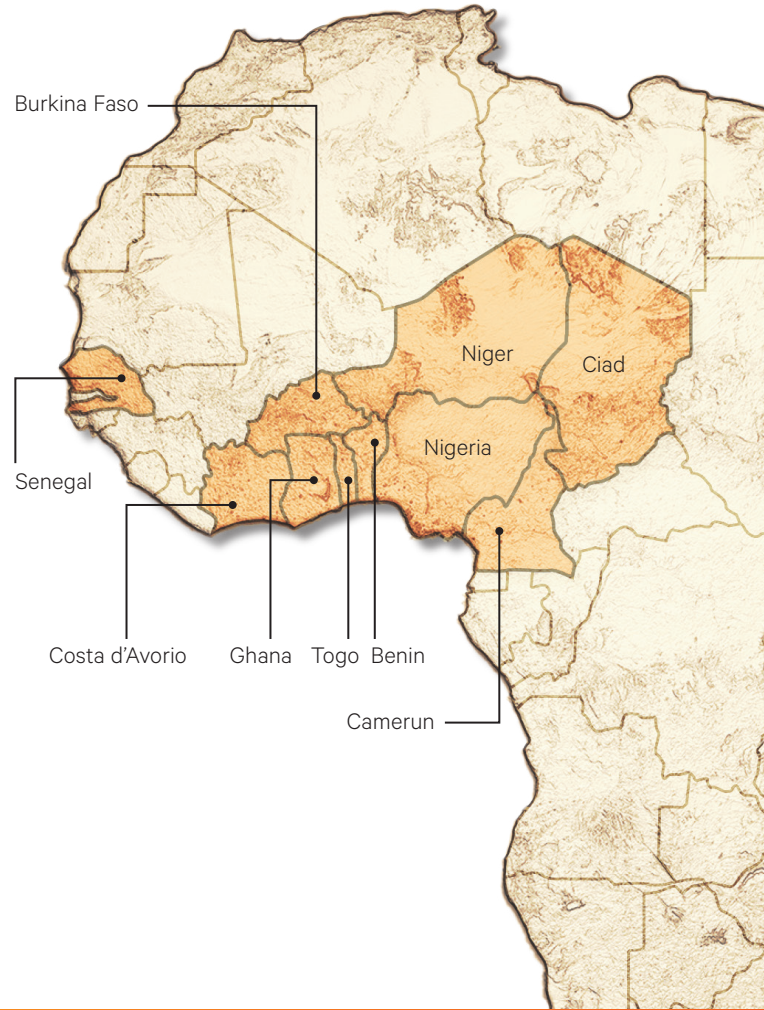 Burkina Faso
Niger
Ciad
Nigeria
Senegal
Costa d'Avorio
Ghana
Togo
Benin
Camerun